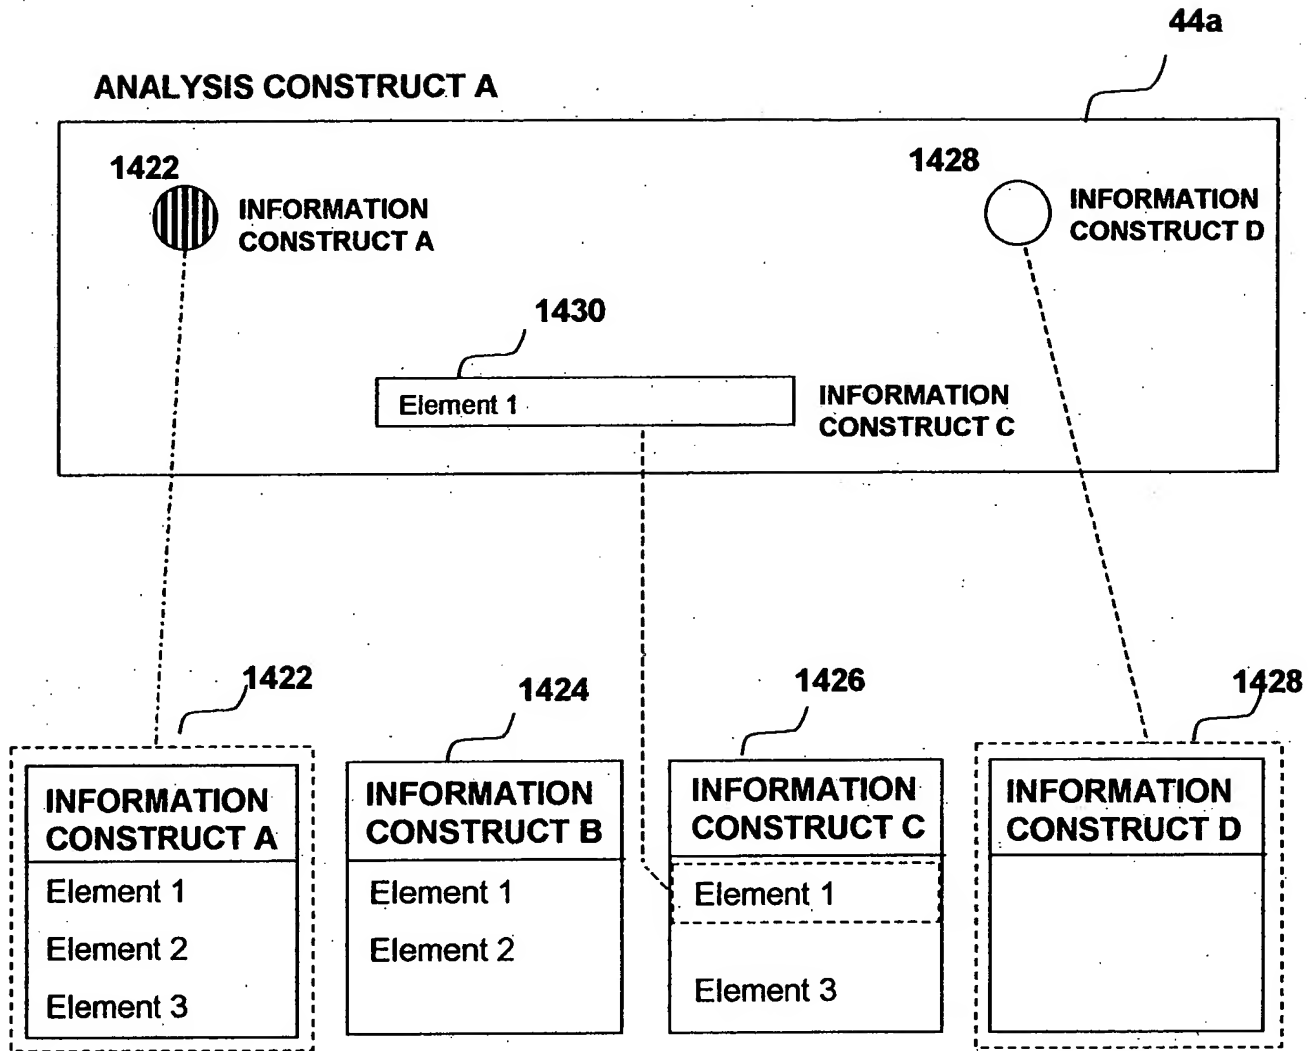 44a
ANALYSIS CONSTRUCT A
1422
INFORMATION
CONSTRUCT A
1428
INFORMATION
CONSTRUCT D
1430
Element 1
INFORMATION
CONSTRUCT C
1422
1424
1426
1428
INFORMATION
CONSTRUCT A
Element 1
Element 2
Element 3
INFORMATION
CONSTRUCT B
Element 1
Element 2
INFORMATION
CONSTRUCT C
Element 1
Element 3
INFORMATION
CONSTRUCT D